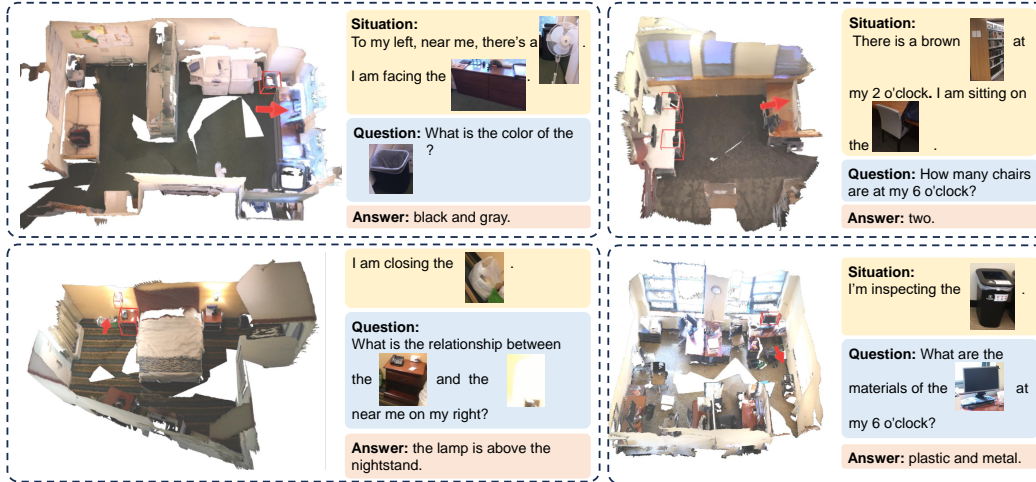 Situation:
To my left, near me, there's a .
I am facing the .
Question: What is the color of the
?
Answer: black and gray.
Situation:
There is a brown at
my 2 o'clock. I am sitting on
the .
Question: How many chairs
are at my 6 o'clock?
Answer: two.
I am closing the .
Question:
What is the relationship between
the and the
near me on my right?
Answer: the lamp is above the
nightstand.
Situation:
I'm inspecting the .
Question: What are the
materials of the at
my 6 o'clock?
Answer: plastic and metal.